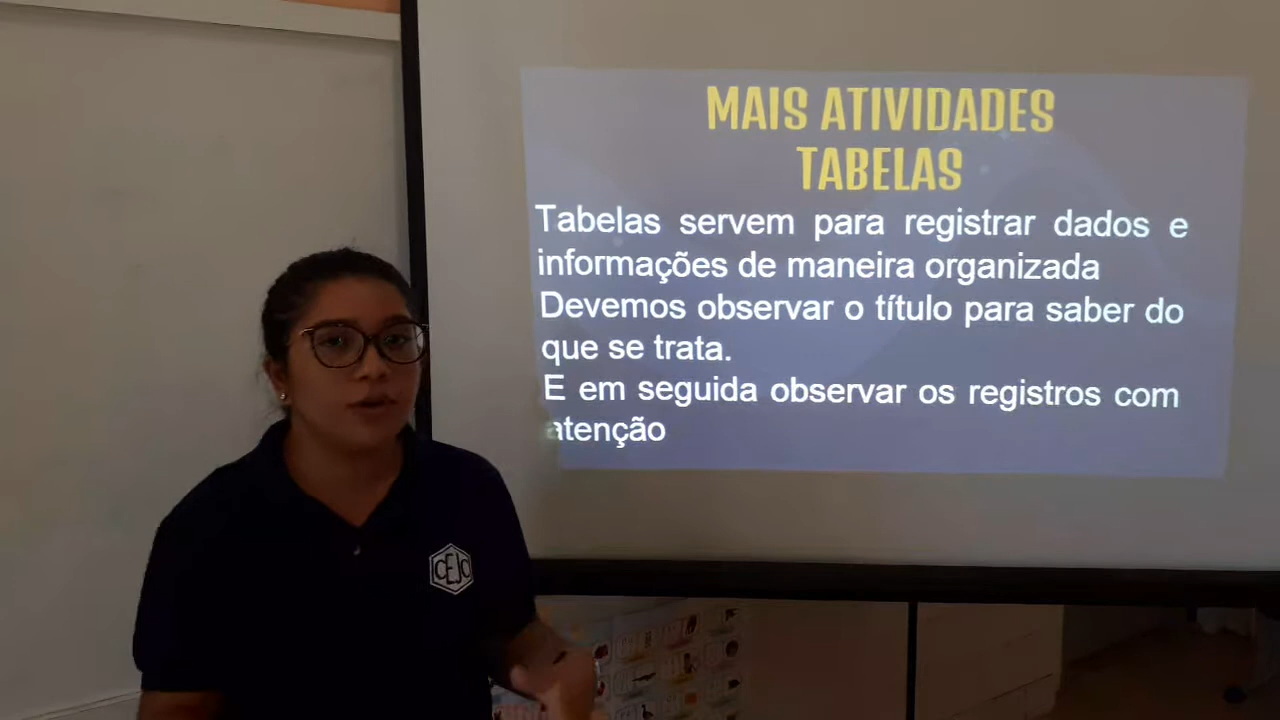 MAIS ATIVIDADES
TABELAS
Tabelas servem para registrar dados e
informações de maneira organizada
Devemos observar o título para saber do
que se trata.
E em seguida observar os registros com
atenção
CEJO